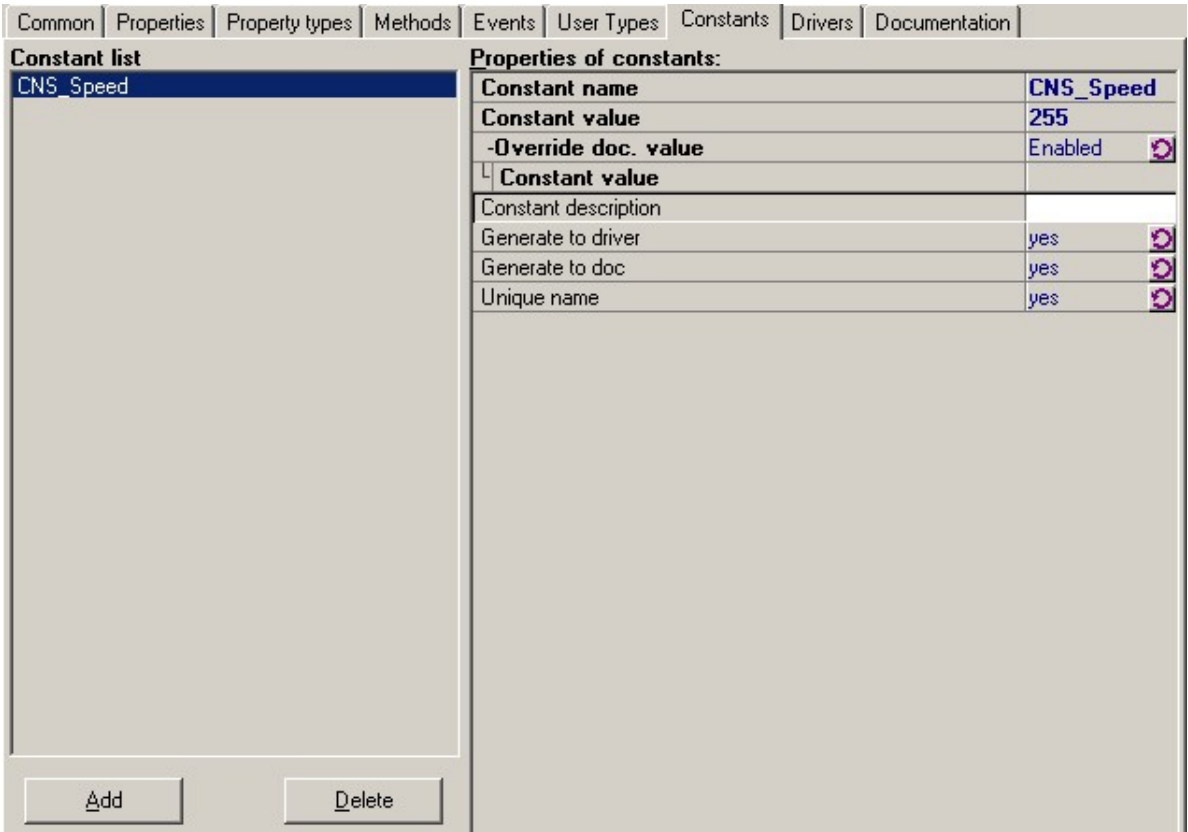 Common Properties Property types Methods Events User Types Constants Drivers Documentation
Constant list
CNS_Speed
Add Delete
Properties of constants:
Constant name CNS_Speed
Constant value 255
-Override doc. value Enabled
Constant value
Constant description
Generate to driver yes
Generate to doc yes
Unique name yes